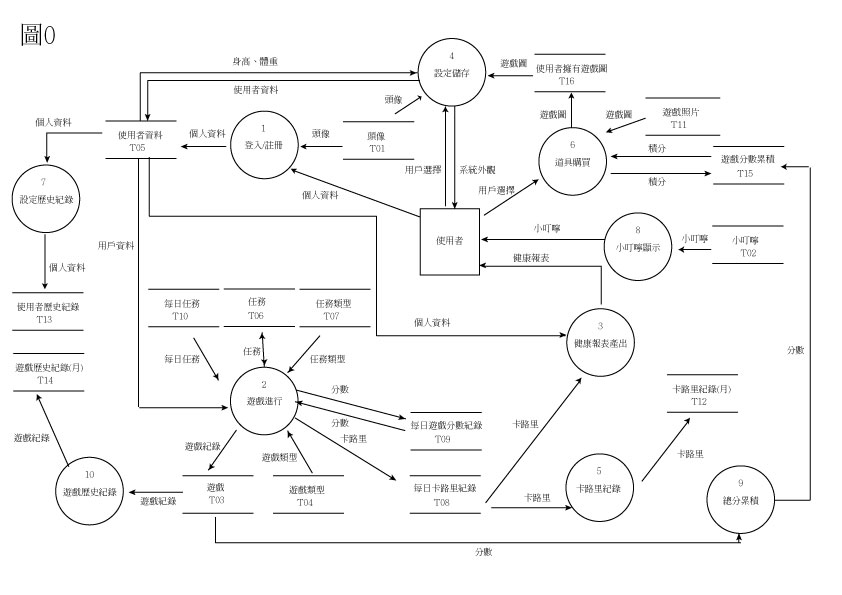 圖0
4
設定儲存
身高、體重
使用者資料
遊戲圖
使用者擁有遊戲圖
T16
頭像
遊戲圖
遊戲圖
遊戲照片
T11
個人資料
使用者資料
T05
個人資料
1
登入/註冊
頭像
頭像
T01
6
道具購買
積分
積分
遊戲分數累積
T15
用戶選擇
系統外觀
用戶選擇
7
設定歷史紀錄
個人資料
使用者
小叮嚀
8
小叮嚀顯示
小叮嚀
小叮嚀
T02
用戶資料
健康報表
個人資料
使用者歷史紀錄
T13
每日任務
T10
任務
T06
任務類型
T07
個人資料
3
健康報表產出
分數
遊戲歷史紀錄(月)
T14
每日任務
任務
任務類型
2
遊戲進行
分數
分數
每日遊戲分數紀錄
T09
卡路里紀錄(月)
T12
遊戲紀錄
遊戲紀錄
遊戲類型
卡路里
卡路里
卡路里
10
遊戲歷史紀錄
遊戲紀錄
遊戲
T03
遊戲類型
T04
每日卡路里紀錄
T08
卡路里
5
卡路里紀錄
9
總分累積
分數